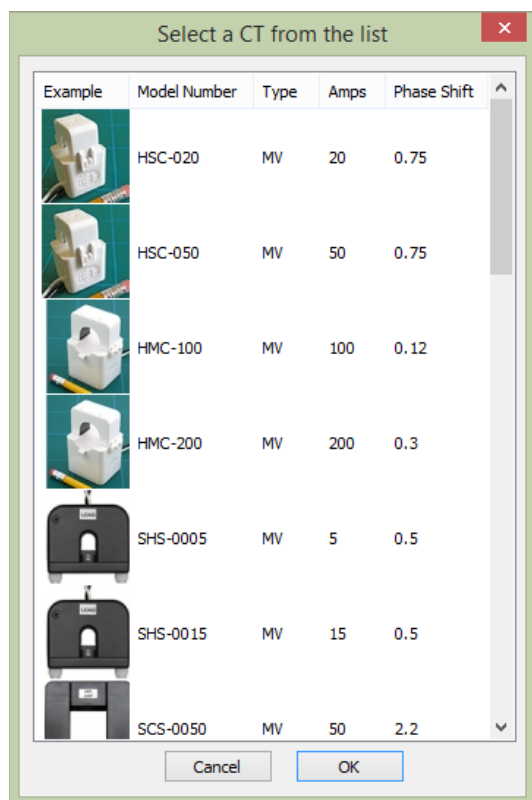 Select a CT from the list
Example Model Number Type Amps Phase Shift
HSC-020 MV 20 0.75
HSC-050 MV 50 0.75
HMC-100 MV 100 0.12
HMC-200 MV 200 0.3
LOAD
SHS-0005 MV 5 0.5
LOAD
SHS-0015 MV 15 0.5
SCS-0050 MV 50 2.2
Cancel OK